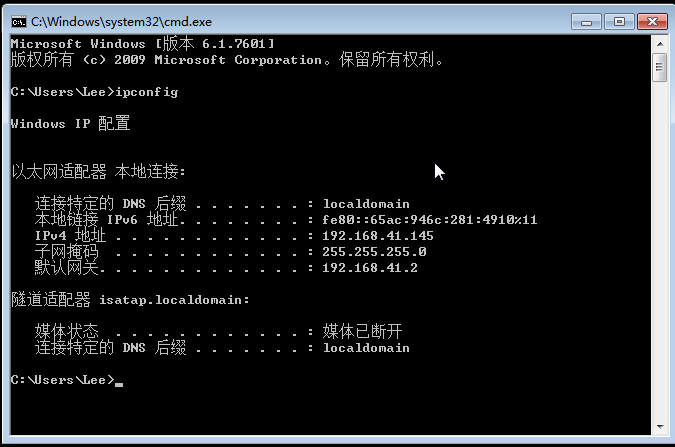 C:\Windows\system32\cmd.exe
Microsoft Windows [版本 6.1.7601]
版权所有 (c) 2009 Microsoft Corporation。保留所有权利。
C:\Users\Lee>ipconfig
Windows IP 配置
以太网适配器 本地连接:
连接特定的 DNS 后缀 . . . . . . . : localdomain
本地链接 IPv6 地址. . . . . . . . : fe80::65ac:946c:281:4910%11
IPv4 地址 . . . . . . . . . . . . : 192.168.41.145
子网掩码  . . . . . . . . . . . . : 255.255.255.0
默认网关. . . . . . . . . . . . . : 192.168.41.2
隧道适配器 isatap.localdomain:
媒体状态  . . . . . . . . . . . . : 媒体已断开
连接特定的 DNS 后缀 . . . . . . . : localdomain
C:\Users\Lee>